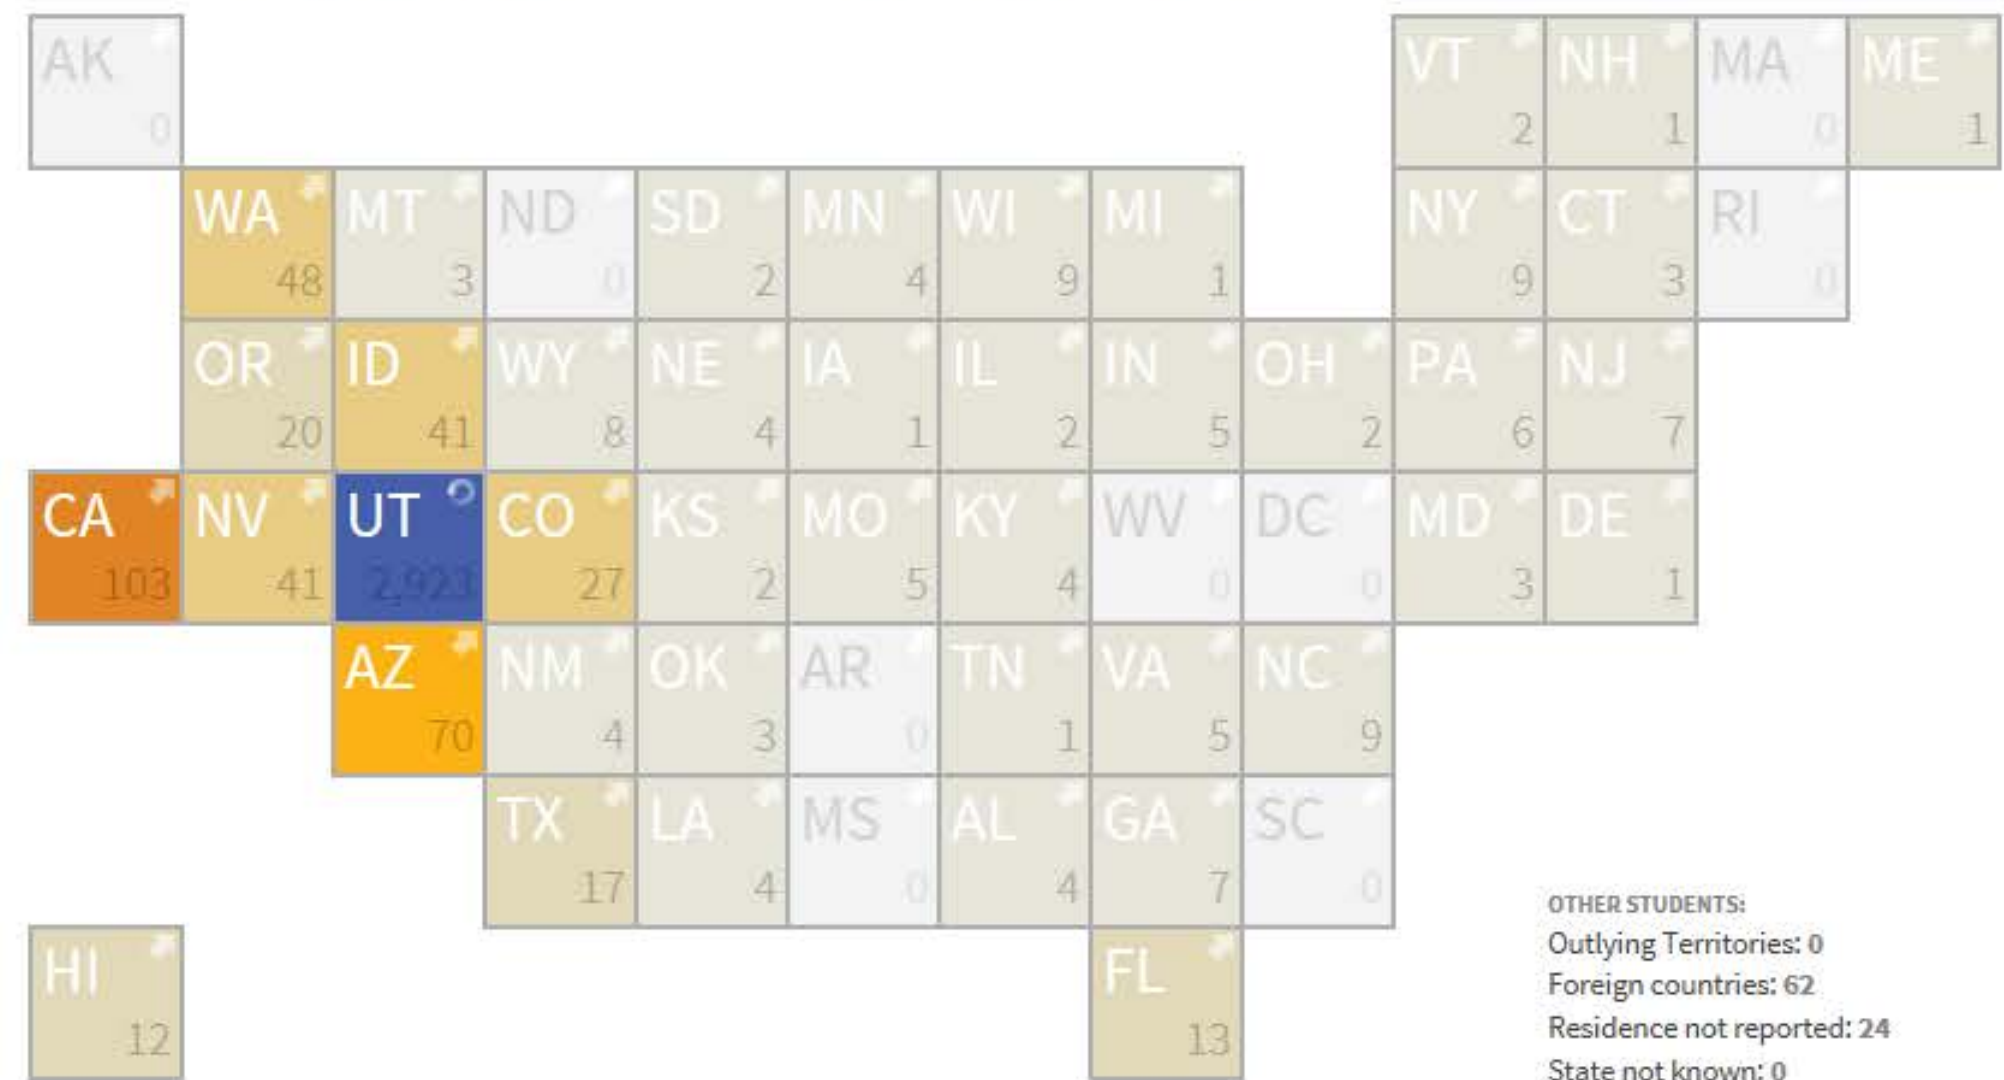 AK VT NH MA ME
0 2 1 0 1
WA MT ND SD MN WI MI NY CT RI
48 3 0 2 4 9 1 9 3 0
OR ID WY NE IA IL IN OH PA NJ
20 41 8 4 1 2 5 2 6 7
CA NV UT CO KS MO KY WV DC MD DE
103 41 2,923 27 2 5 4 0 0 3 1
AZ NM OK AR TN VA NC
70 4 3 0 1 5 9
TX LA MS AL GA SC
17 4 0 4 7 0
OTHER STUDENTS:
Outlying Territories: 0
HI FL
Foreign countries: 62
Residence not reported: 24
12 13
State not known: 0